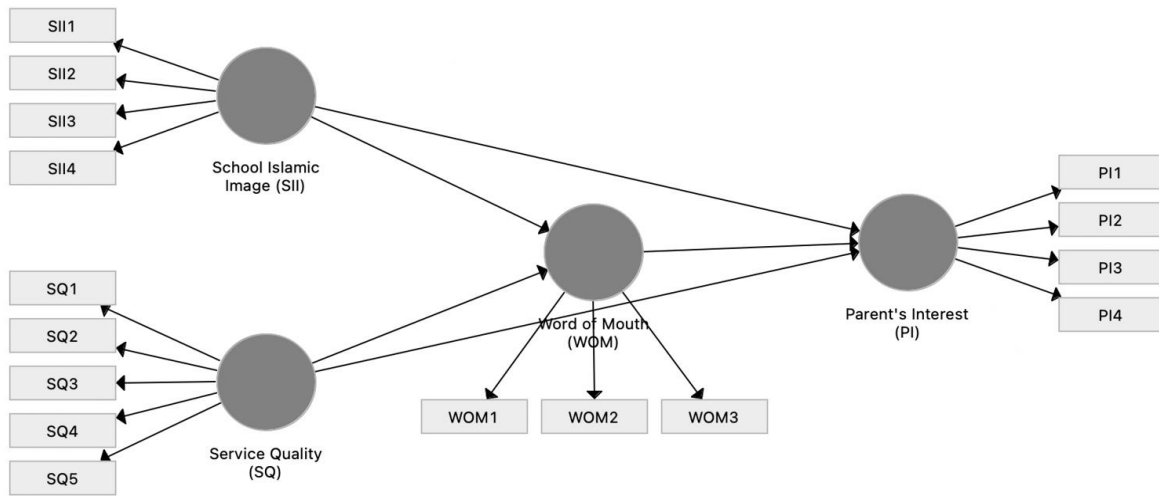 SII1
SII2
SII3
SII4
School Islamic
Image (SII)
SQ1
SQ2
SQ3
SQ4
SQ5
Service Quality
(SQ)
Word of Mouth
(WOM)
WOM1
WOM2
WOM3
Parent's Interest
(PI)
PI1
PI2
PI3
PI4